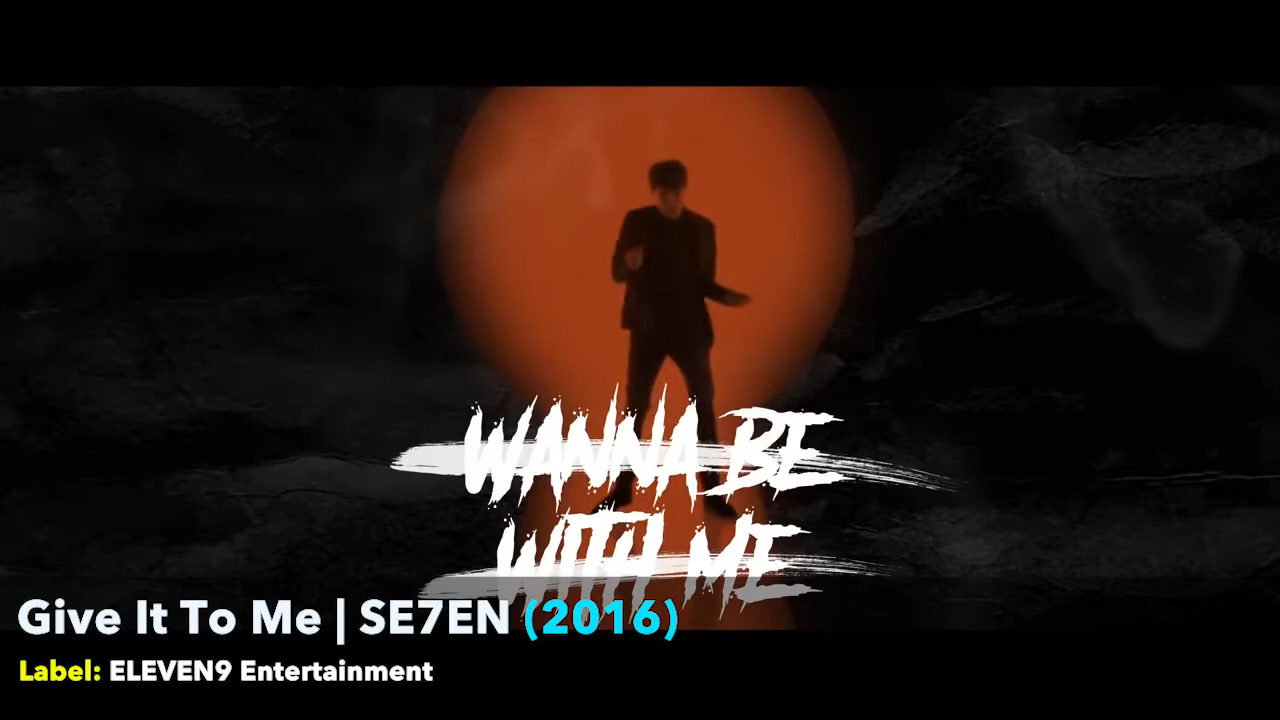 WANNA BE
WITH ME
Give It To Me | SE7EN (2016)
Label: ELEVEN9 Entertainment